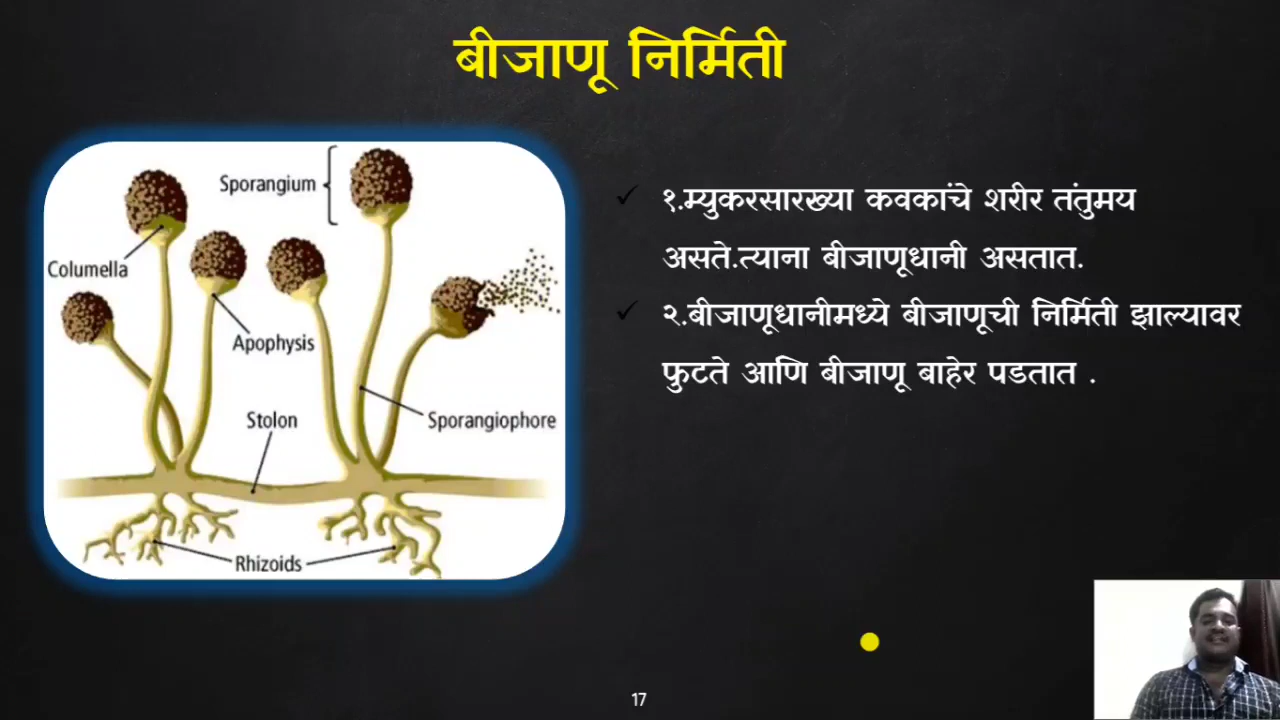 बीजाणू निर्मिती
Sporangium
Columella
Apophysis
Stolon
Sporangiophore
Rhizoids
१.म्युकरसारख्या कवकांचे शरीर तंतुमय
असते.त्याना बीजाणूधानी असतात.
२.बीजाणूधानीमध्ये बीजाणूची निर्मिती झाल्यावर
फुटते आणि बीजाणू बाहेर पडतात .
17